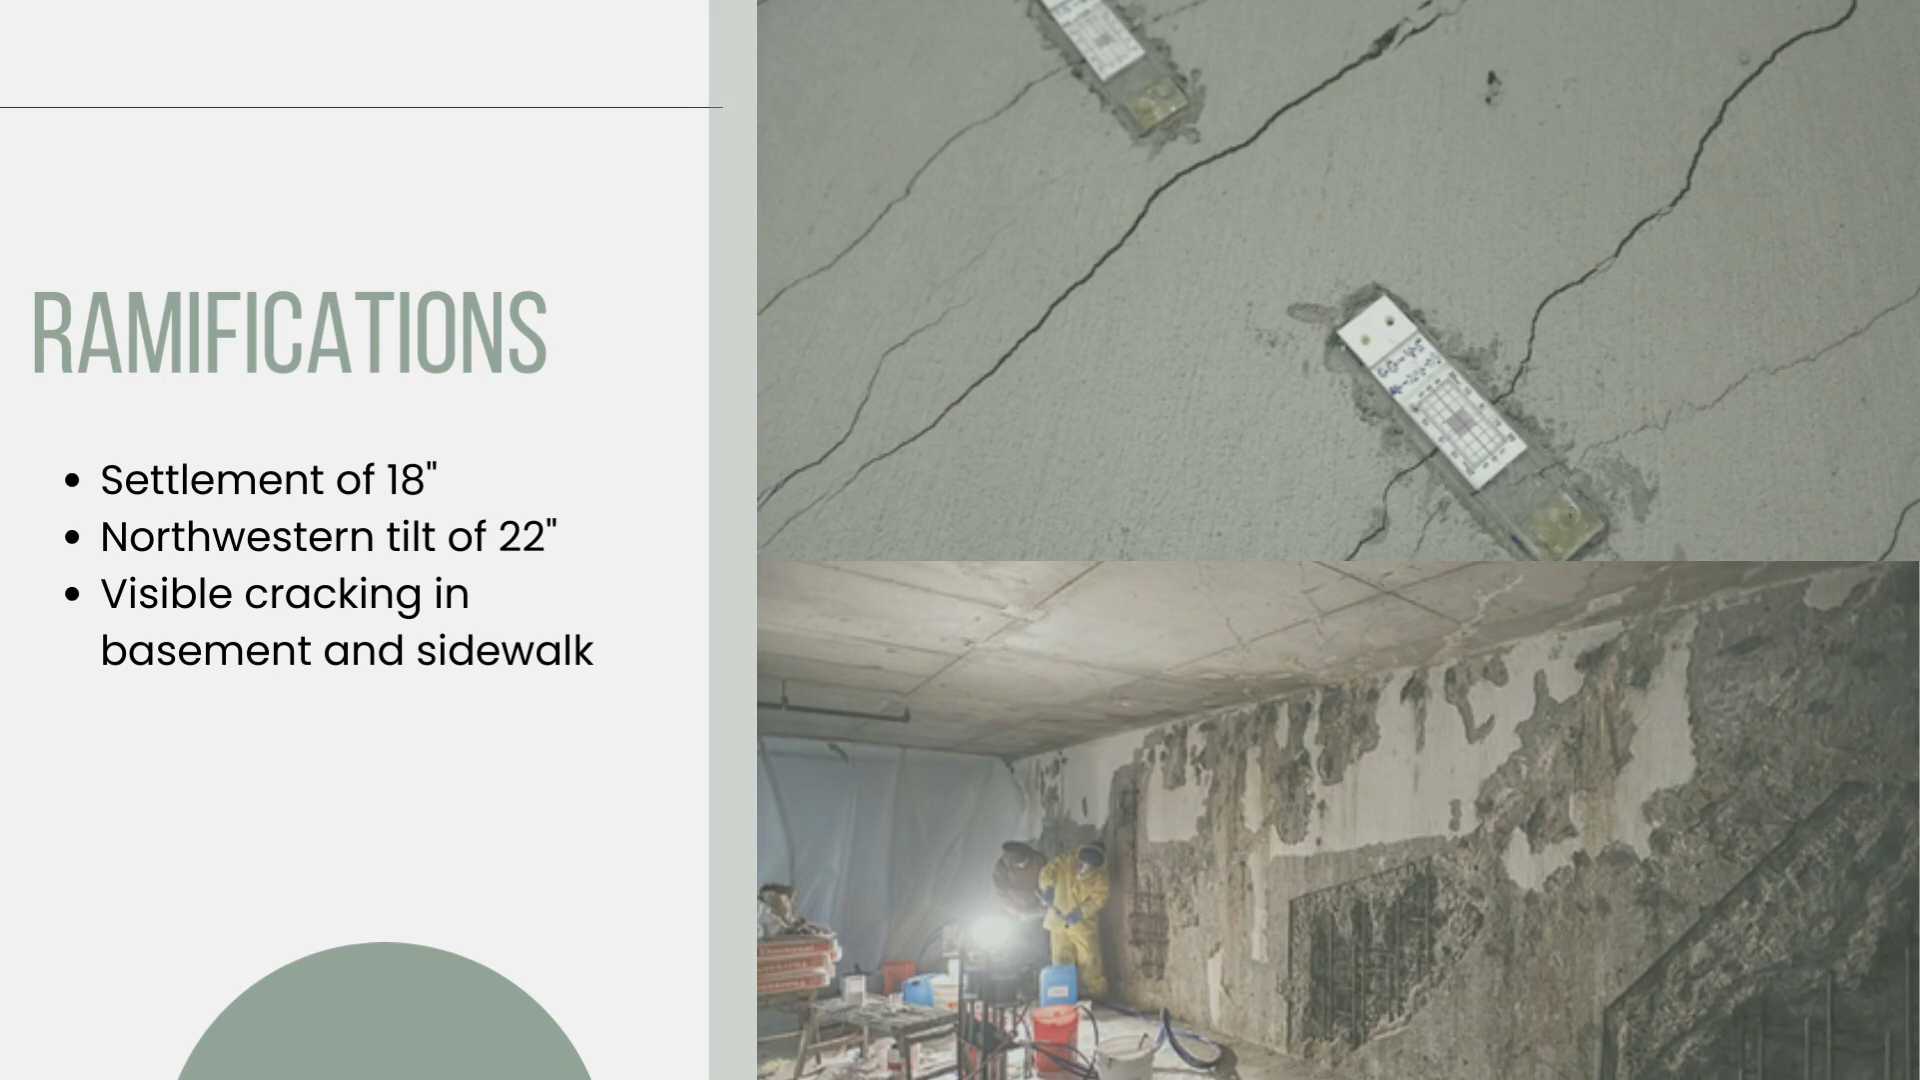 RAMIFICATIONS
• Settlement of 18"
• Northwestern tilt of 22"
• Visible cracking in
basement and sidewalk